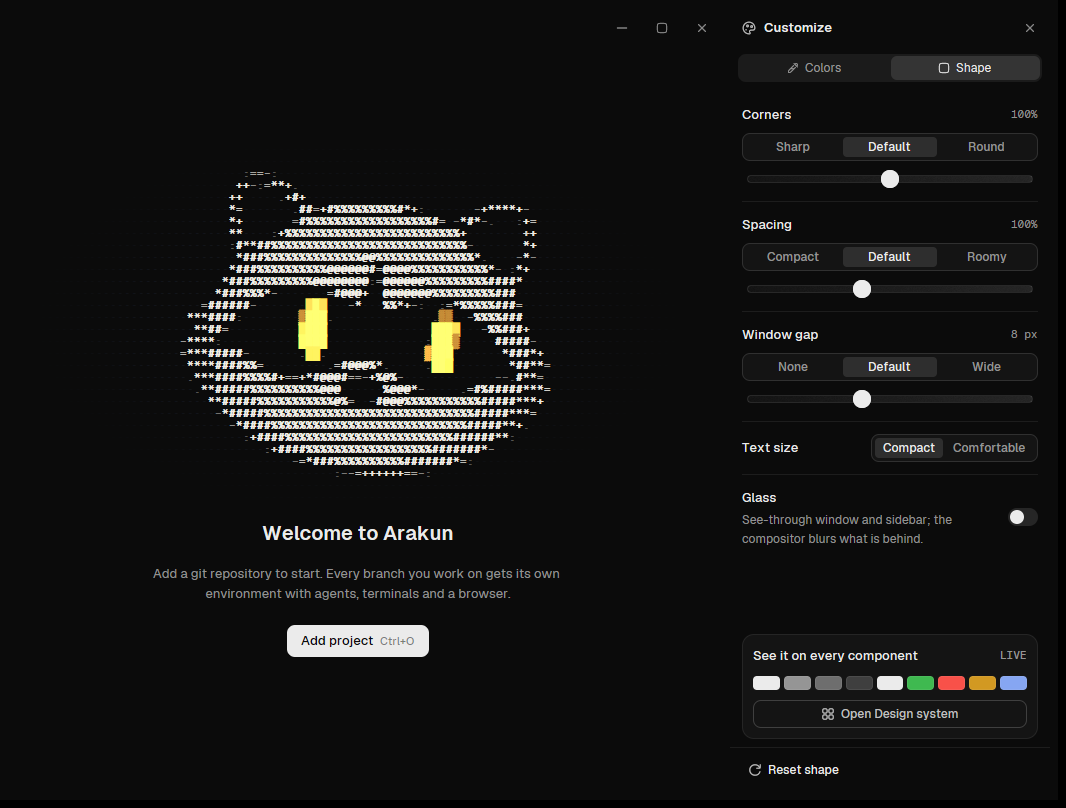 Customize
Colors
Shape
Corners
100%
Sharp
Default
Round
Spacing
100%
Compact
Default
Roomy
Window gap
8 px
None
Default
Wide
Text size
Compact
Comfortable
Glass
See-through window and sidebar; the
compositor blurs what is behind.
Welcome to Arakun
Add a git repository to start. Every branch you work on gets its own
environment with agents, terminals and a browser.
Add project Ctrl+O
See it on every component
LIVE
Open Design system
Reset shape